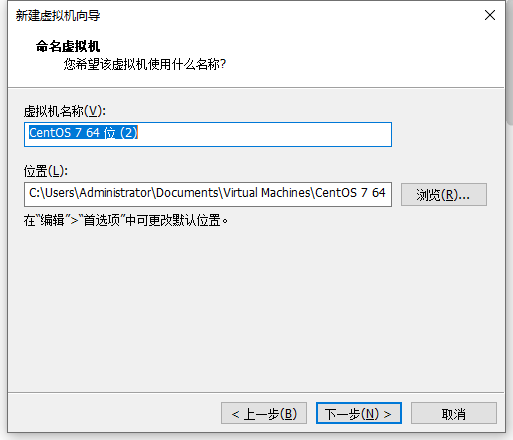 新建虚拟机向导
命名虚拟机
您希望该虚拟机使用什么名称?
虚拟机名称(V):
CentOS 7 64 位 (2)
位置(L):
C:\Users\Administrator\Documents\Virtual Machines\CentOS 7 64
浏览(R)...
在“编辑”>“首选项”中可更改默认位置。
< 上一步(B) 下一步(N) > 取消